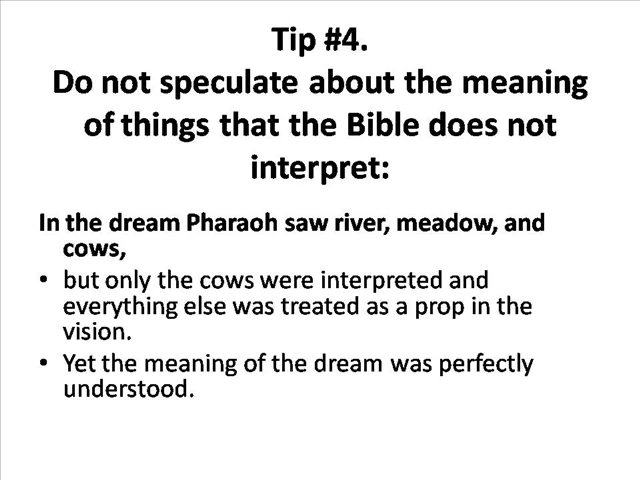 Tip #4.
Do not speculate about the meaning
of things that the Bible does not
interpret:
In the dream Pharaoh saw river, meadow, and
cows,
• but only the cows were interpreted and
everything else was treated as a prop in the
vision.
• Yet the meaning of the dream was perfectly
understood.